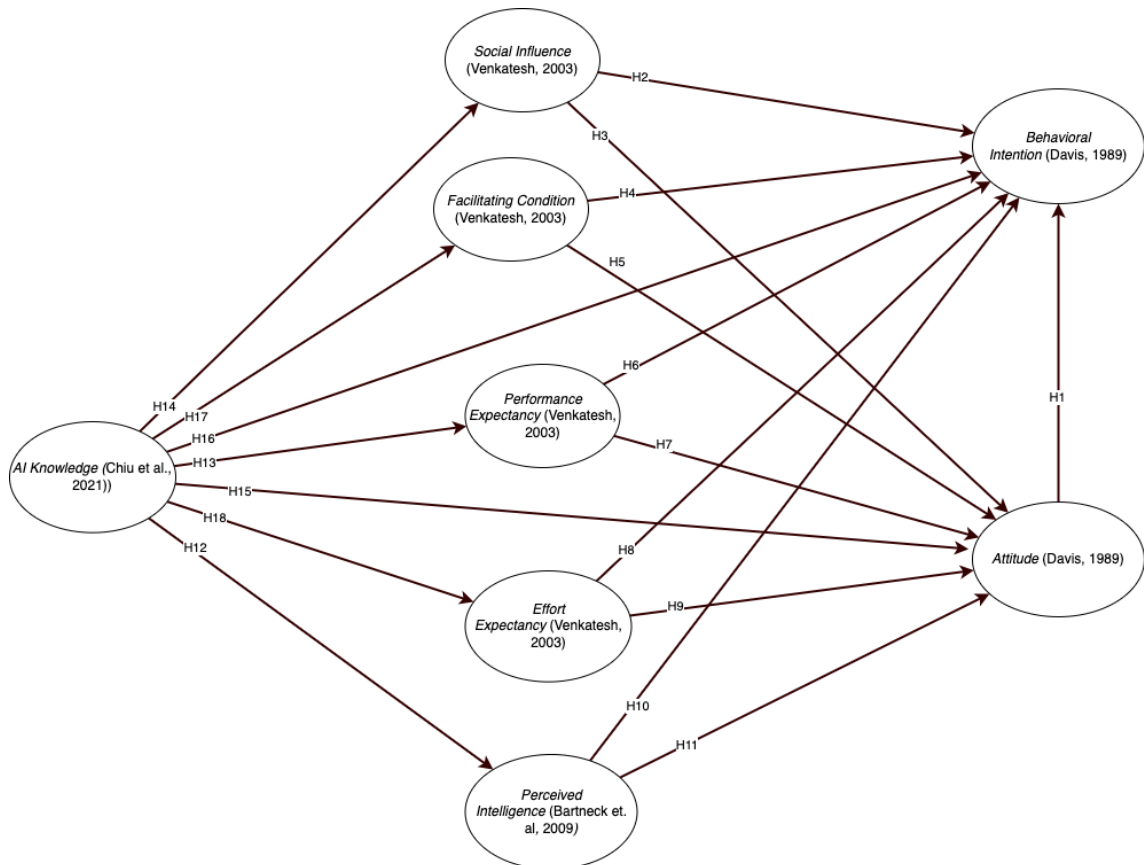 Social Influence
(Venkatesh, 2003)
H2
Behavioral
Intention (Davis, 1989)
H3
Facilitating Condition
(Venkatesh, 2003)
H4
H5
H6
Performance
Expectancy (Venkatesh,
2003)
H1
H14
H17
H16
H7
AI Knowledge (Chiu et al.,
2021))
H13
H15
H18
H12
H8
Attitude (Davis, 1989)
Effort
Expectancy (Venkatesh,
2003)
H9
H10
H11
Perceived
Intelligence (Bartneck et.
al, 2009)